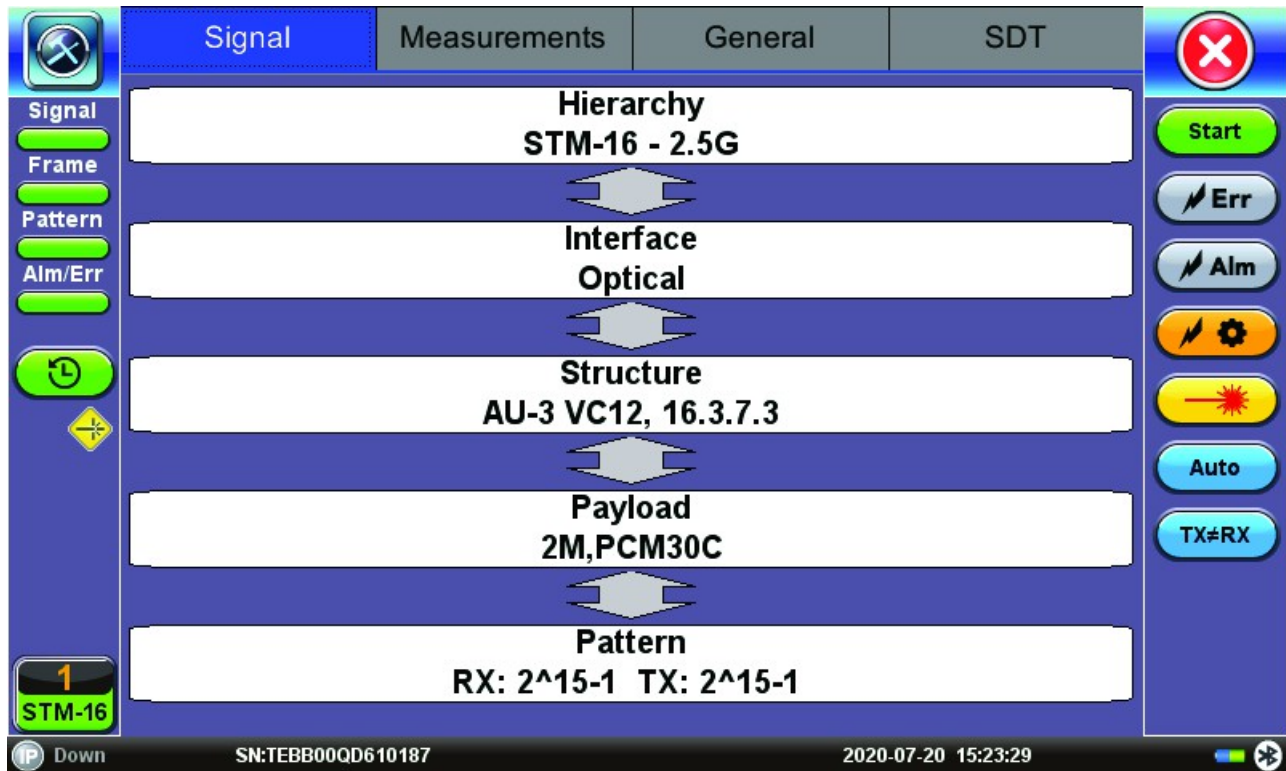 Signal Measurements General SDT
Signal
Frame
Pattern
Alm/Err
Hierarchy
STM-16 - 2.5G
Interface
Optical
Structure
AU-3 VC12, 16.3.7.3
Payload
2M,PCM30C
Pattern
RX: 2^15-1 TX: 2^15-1
Start
Err
Alm
Auto
TX≠RX
1
STM-16
IP Down SN:TEBB00QD610187 2020-07-20 15:23:29